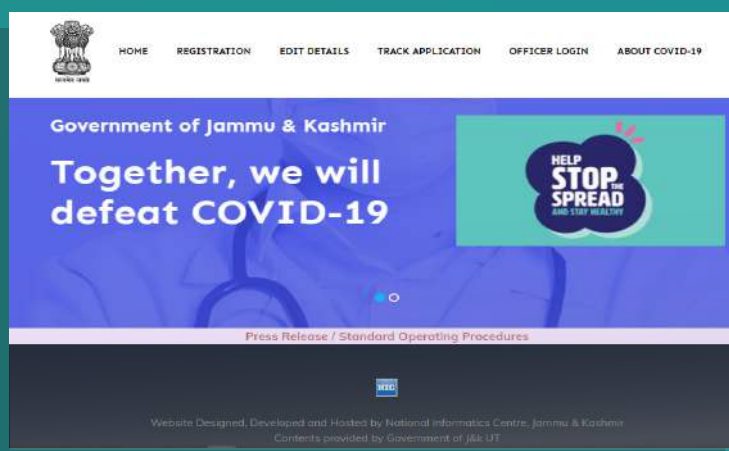 HOME REGISTRATION EDIT DETAILS TRACK APPLICATION OFFICER LOGIN ABOUT COVID-19
Government of Jammu & Kashmir
Together, we will
defeat COVID-19
HELP
STOP THE
SPREAD
AND STAY HEALTHY
Press Release / Standard Operating Procedures
NIC
Website Designed, Developed and Hosted by National Informatics Centre, Jammu & Kashmir
Contents provided by Government of J&k UT